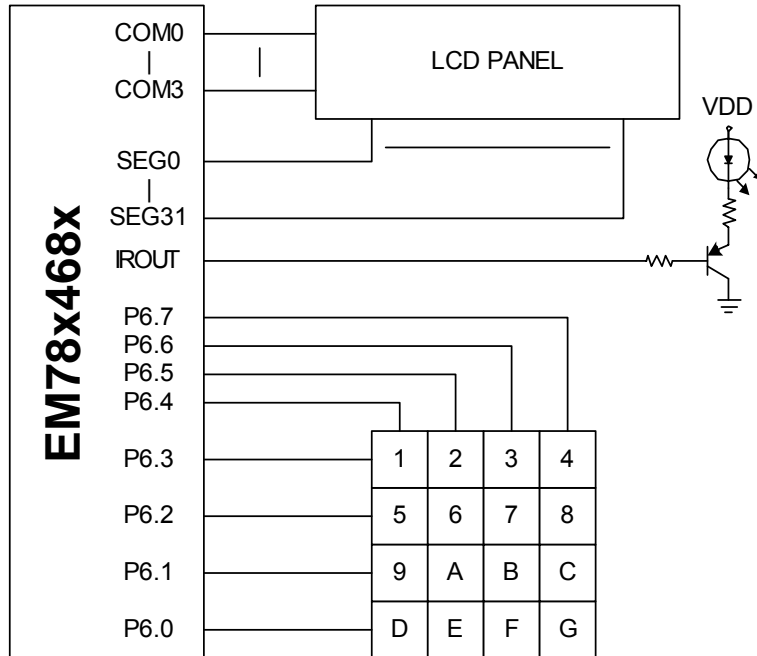 COM0
COM3
LCD PANEL
VDD
SEG0
SEG31
IROUT
EM78x468x
P6.7
P6.6
P6.5
P6.4
P6.3
1 2 3 4
P6.2
5 6 7 8
P6.1
9 A B C
P6.0
D E F G